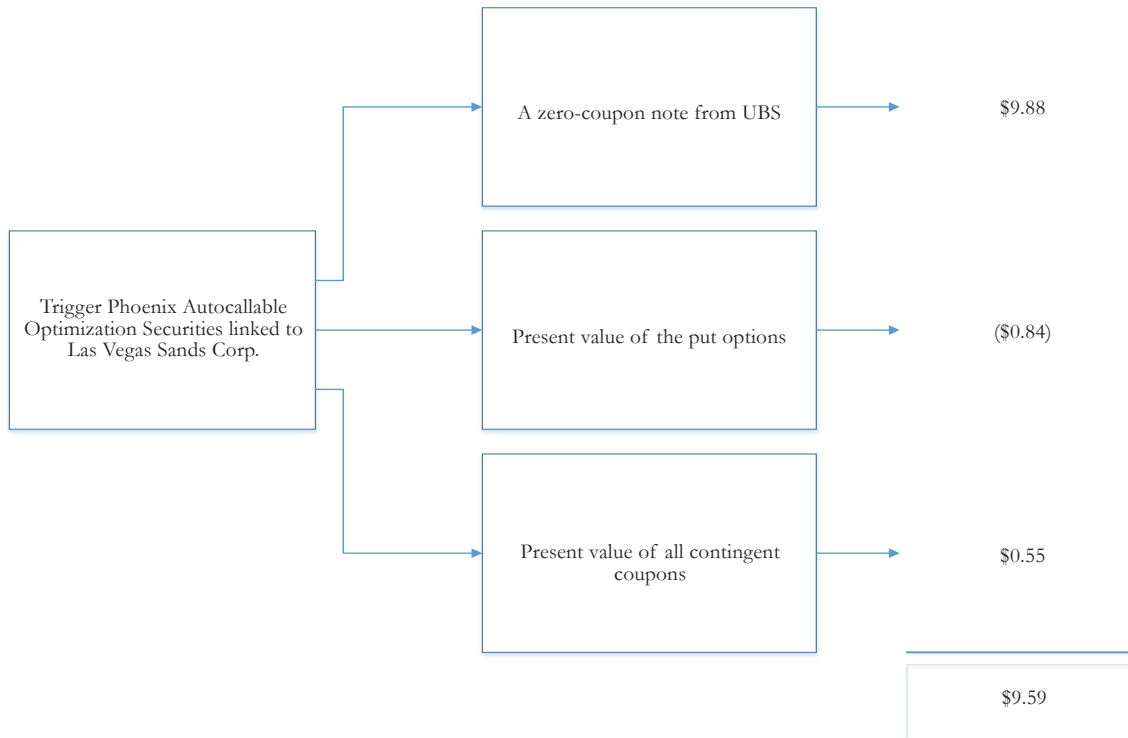 A zero-coupon note from UBS
$9.88
Trigger Phoenix Autocallable
Optimization Securities linked to
Las Vegas Sands Corp.
Present value of the put options
($0.84)
Present value of all contingent
coupons
$0.55
$9.59